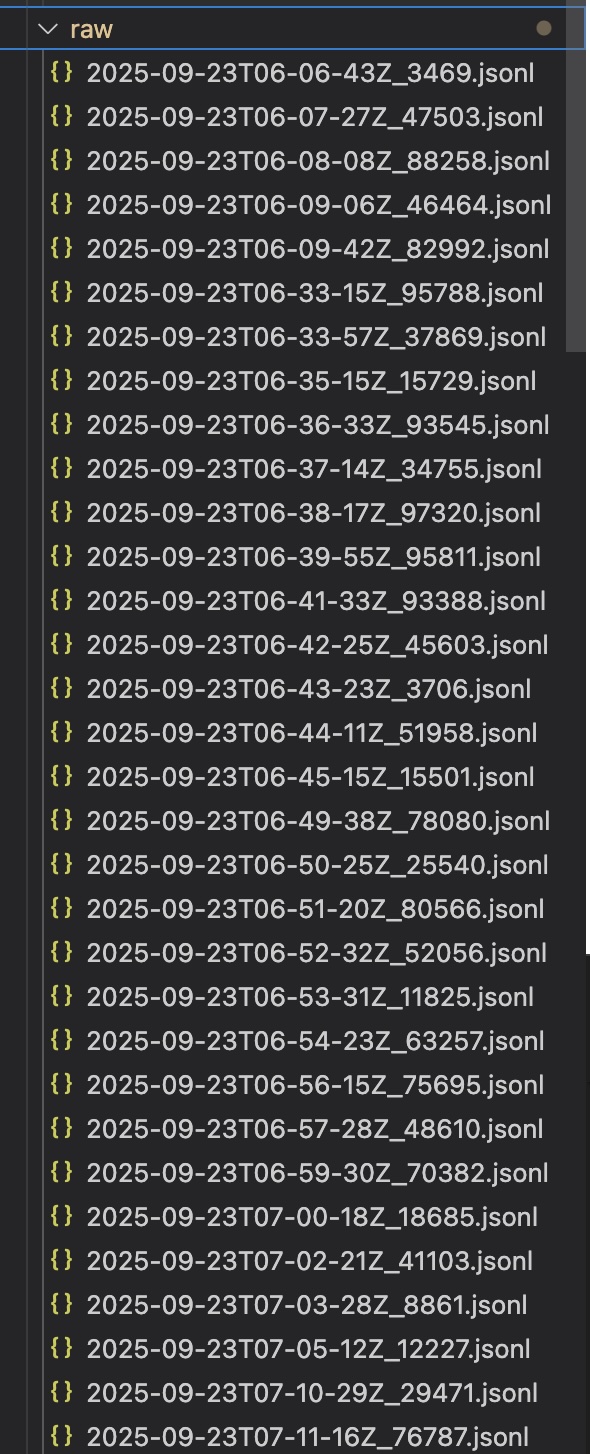 raw
2025-09-23T06-06-43Z_3469.jsonl
2025-09-23T06-07-27Z_47503.jsonl
2025-09-23T06-08-08Z_88258.jsonl
2025-09-23T06-09-06Z_46464.jsonl
2025-09-23T06-09-42Z_82992.jsonl
2025-09-23T06-33-15Z_95788.jsonl
2025-09-23T06-33-57Z_37869.jsonl
2025-09-23T06-35-15Z_15729.jsonl
2025-09-23T06-36-33Z_93545.jsonl
2025-09-23T06-37-14Z_34755.jsonl
2025-09-23T06-38-17Z_97320.jsonl
2025-09-23T06-39-55Z_95811.jsonl
2025-09-23T06-41-33Z_93388.jsonl
2025-09-23T06-42-25Z_45603.jsonl
2025-09-23T06-43-23Z_3706.jsonl
2025-09-23T06-44-11Z_51958.jsonl
2025-09-23T06-45-15Z_15501.jsonl
2025-09-23T06-49-38Z_78080.jsonl
2025-09-23T06-50-25Z_25540.jsonl
2025-09-23T06-51-20Z_80566.jsonl
2025-09-23T06-52-32Z_52056.jsonl
2025-09-23T06-53-31Z_11825.jsonl
2025-09-23T06-54-23Z_63257.jsonl
2025-09-23T06-56-15Z_75695.jsonl
2025-09-23T06-57-28Z_48610.jsonl
2025-09-23T06-59-30Z_70382.jsonl
2025-09-23T07-00-18Z_18685.jsonl
2025-09-23T07-02-21Z_41103.jsonl
2025-09-23T07-03-28Z_8861.jsonl
2025-09-23T07-05-12Z_12227.jsonl
2025-09-23T07-10-29Z_29471.jsonl
2025-09-23T07-11-16Z_76787.jsonl